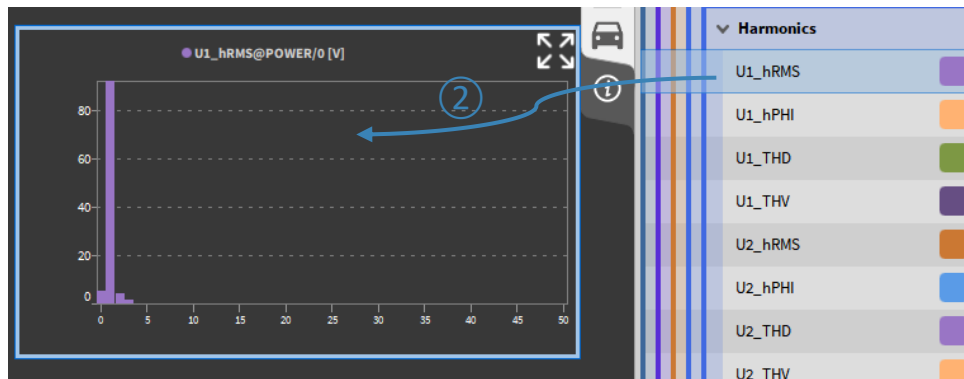 U1_hRMS@POWER/0 [V]
80
60
40
20
0
0 5 10 15 20 25 30 35 40 45 50
②
i
Harmonics
U1_hRMS
U1_hPHI
U1_THD
U1_THV
U2_hRMS
U2_hPHI
U2_THD
U2_THV